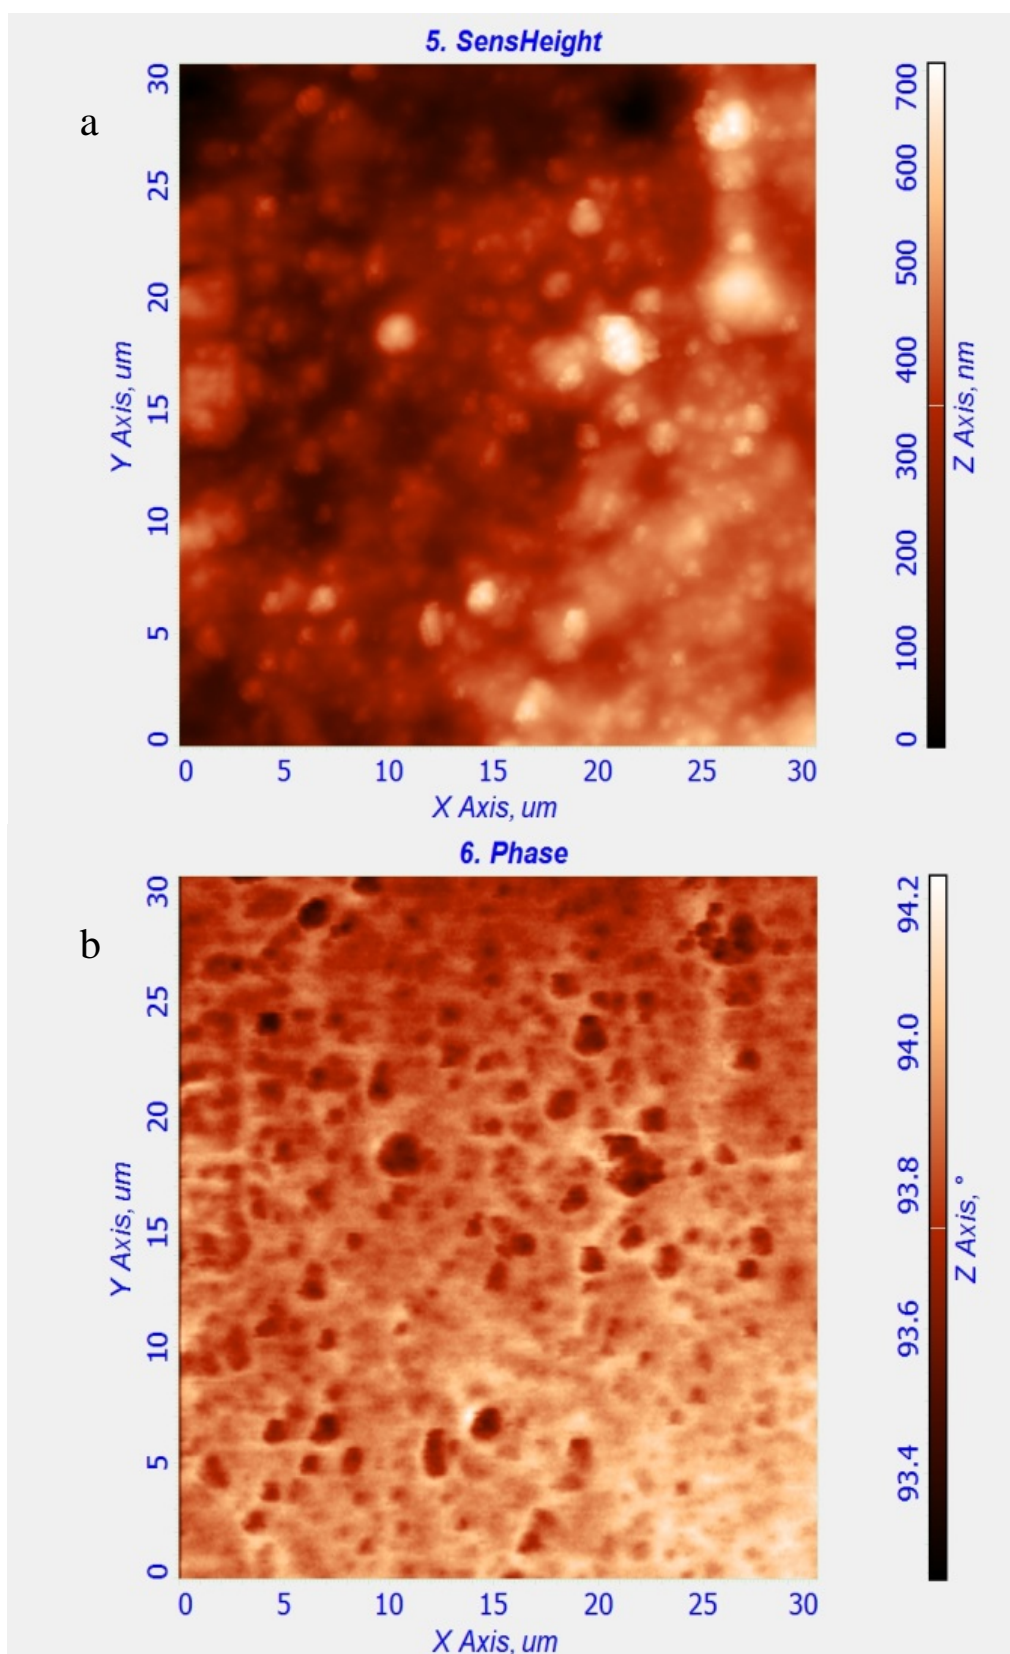 5. SensHeight
a
30
25
20
15
10
5
0
Y Axis, um
0 5 10 15 20 25 30
X Axis, um
700
600
500
400
300
200
100
0
Z Axis, nm
6. Phase
b
30
25
20
15
10
5
0
Y Axis, um
0 5 10 15 20 25 30
X Axis, um
94.2
94.0
93.8
93.6
93.4
Z Axis, °